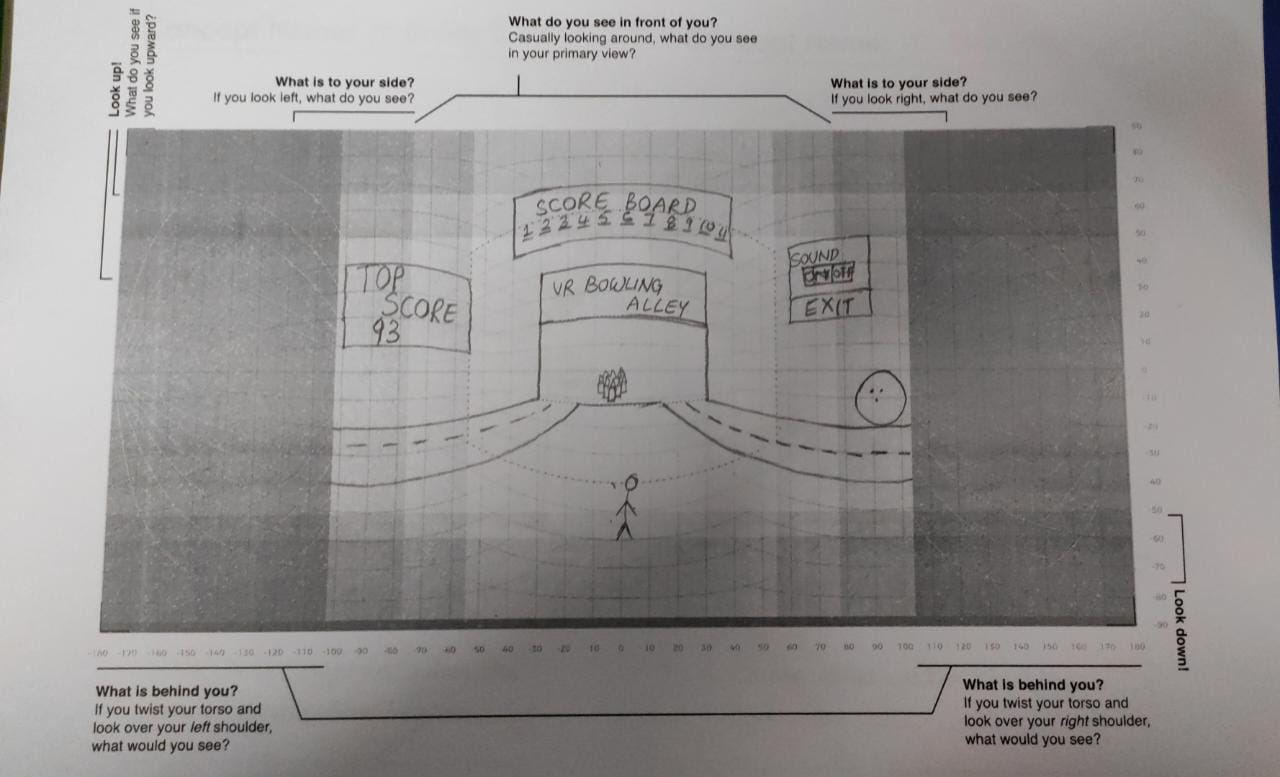 Look up!
What do you see if
you look upward?
What is to your side?
If you look left, what do you see?
What do you see in front of you?
Casually looking around, what do you see
in your primary view?
What is to your side?
If you look right, what do you see?
SCORE BOARD
1 2 3 4 5 6 7 8 9 10 11
TOP
SCORE
93
VR BOWLING
ALLEY
SOUND
ON OFF
EXIT
90
80
70
60
50
40
30
20
10
0
-10
-20
-30
-40
-50
-60
-70
-80
-90
Look down!
-180 -170 -160 -150 -140 -130 -120 -110 -100 -90 -80 -70 -60 -50 -40 -30 -20 10 0 10 20 30 40 50 60 70 80 90 100 110 120 130 140 150 160 170 180
What is behind you?
If you twist your torso and
look over your left shoulder,
what would you see?
What is behind you?
If you twist your torso and
look over your right shoulder,
what would you see?